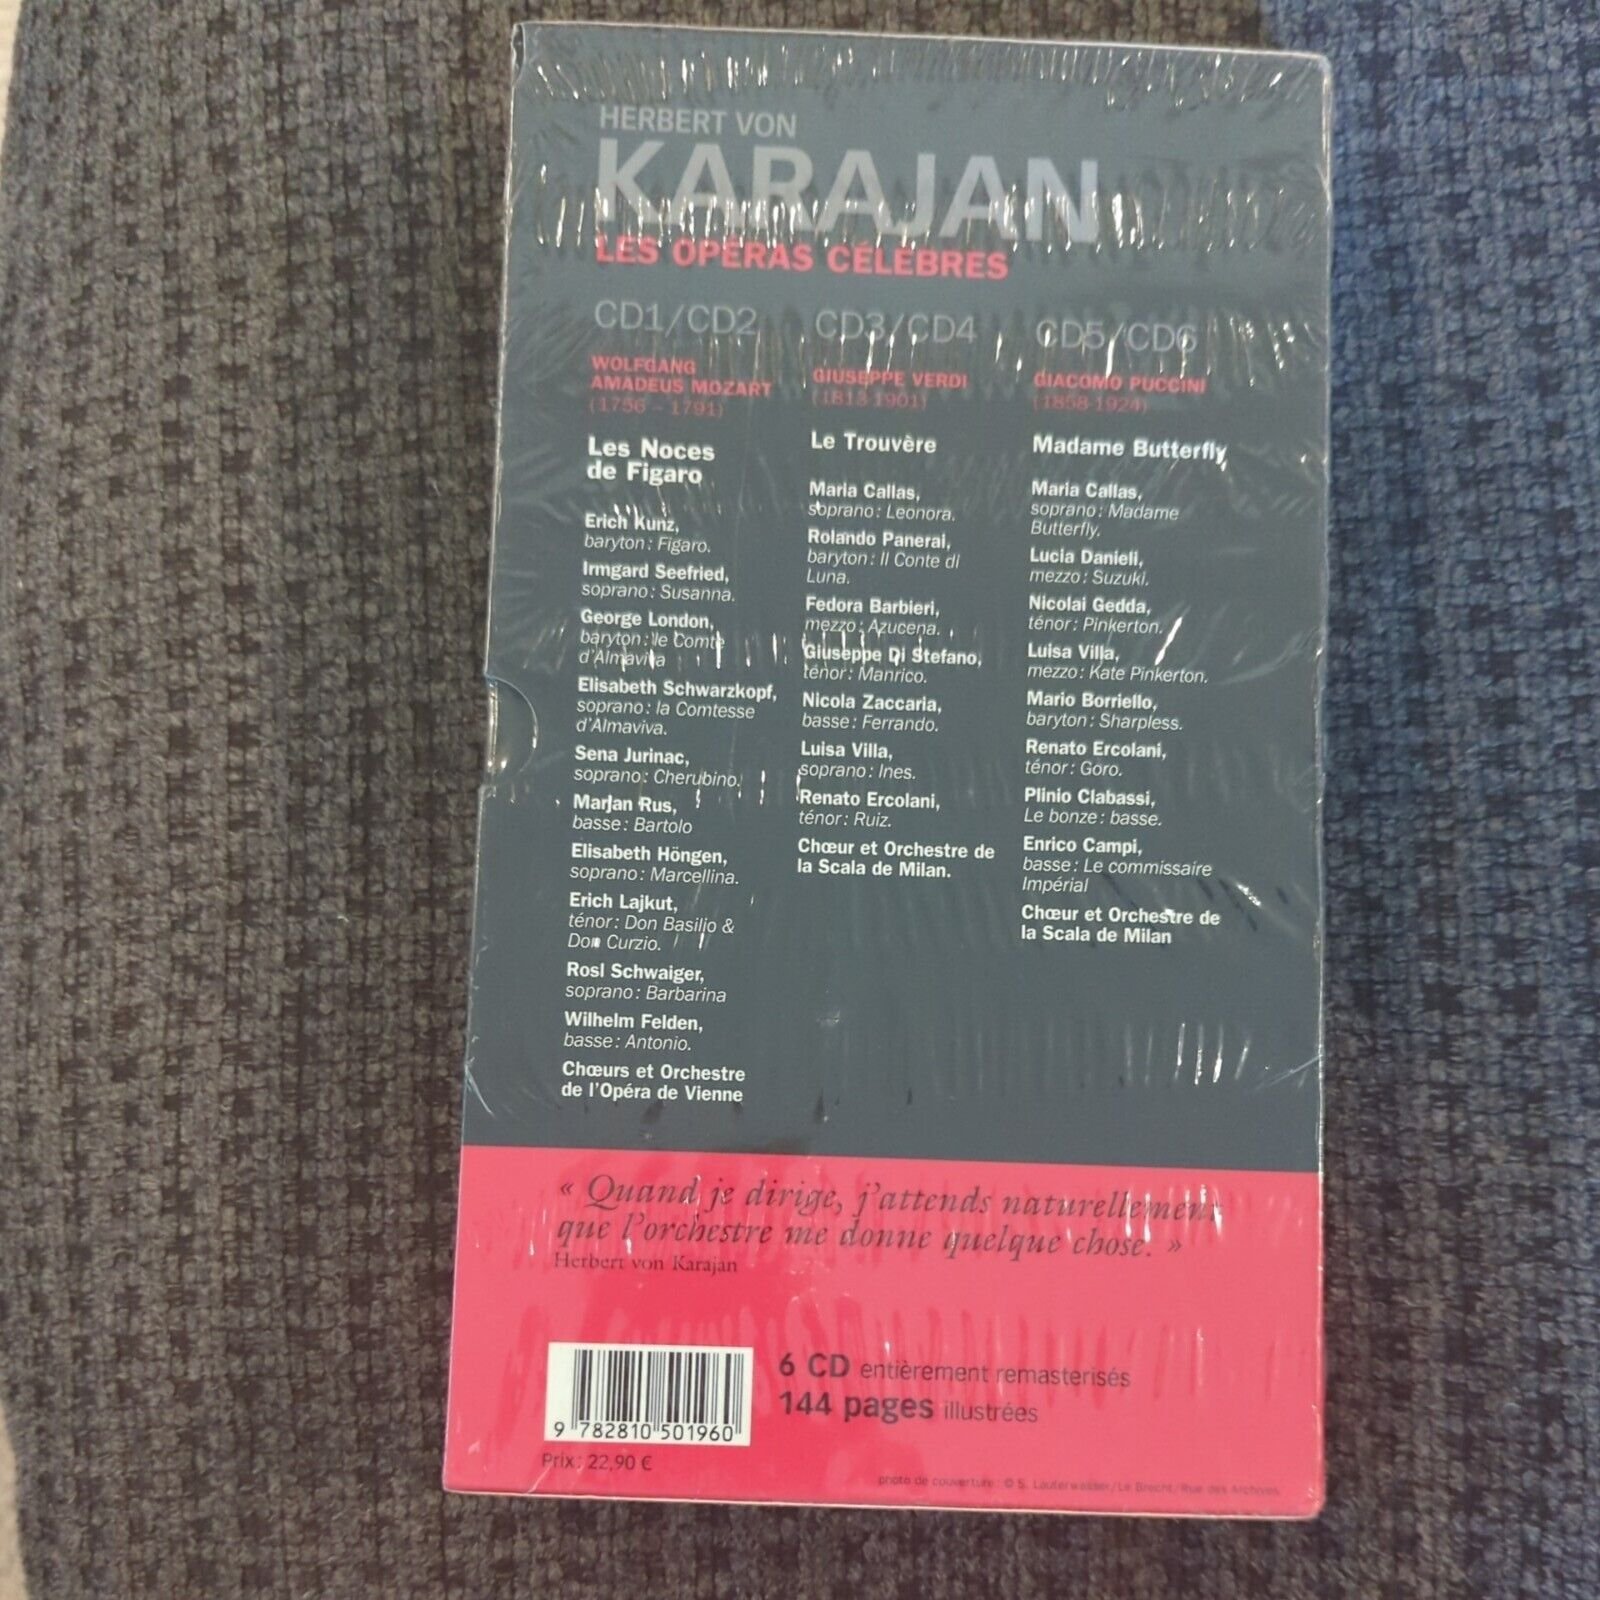 HERBERT VON
KARAJAN
LES OPÉRAS CÉLÈBRES
CD1/CD2
WOLFGANG
AMADEUS MOZART
(1756 – 1791)
Les Noces
de Figaro
Erich Kunz,
baryton : Figaro.
Irmgard Seefried,
soprano : Susanna.
George London,
baryton : le Comte
d'Almaviva
Elisabeth Schwarzkopf,
soprano : la Comtesse
d'Almaviva.
Sena Jurinac,
soprano : Cherubino.
Marjan Rus,
basse : Bartolo
Elisabeth Höngen,
soprano : Marcellina.
Erich Lajkut,
ténor : Don Basilio &
Don Curzio.
Rosl Schwaiger,
soprano : Barbarina
Wilhelm Felden,
basse : Antonio.
Chœurs et Orchestre
de l'Opéra de Vienne
CD3/CD4
GIUSEPPE VERDI
(1813-1901)
Le Trouvère
Maria Callas,
soprano : Leonora.
Rolando Panerai,
baryton : Il Conte di
Luna.
Fedora Barbieri,
mezzo : Azucena.
Giuseppe Di Stefano,
ténor : Manrico.
Nicola Zaccaria,
basse : Ferrando.
Luisa Villa,
soprano : Ines.
Renato Ercolani,
ténor : Ruiz.
Chœur et Orchestre de
la Scala de Milan.
CD5/CD6
GIACOMO PUCCINI
(1858-1924)
Madame Butterfly
Maria Callas,
soprano : Madame
Butterfly.
Lucia Danieli,
mezzo : Suzuki.
Nicolai Gedda,
ténor : Pinkerton.
Luisa Villa,
mezzo : Kate Pinkerton.
Mario Borriello,
baryton : Sharpless.
Renato Ercolani,
ténor : Goro.
Plinio Clabassi,
Le bonze : basse.
Enrico Campi,
basse : Le commissaire
Impérial
Chœur et Orchestre de
la Scala de Milan
« Quand je dirige, j'attends naturellement
que l'orchestre me donne quelque chose. »
Herbert von Karajan
6 CD entièrement remasterisés
144 pages illustrées
9 782810 501960
Prix : 22,90 €
photo de couverture : © S. Lauterwasser/Le Brecht/Rue des Archives